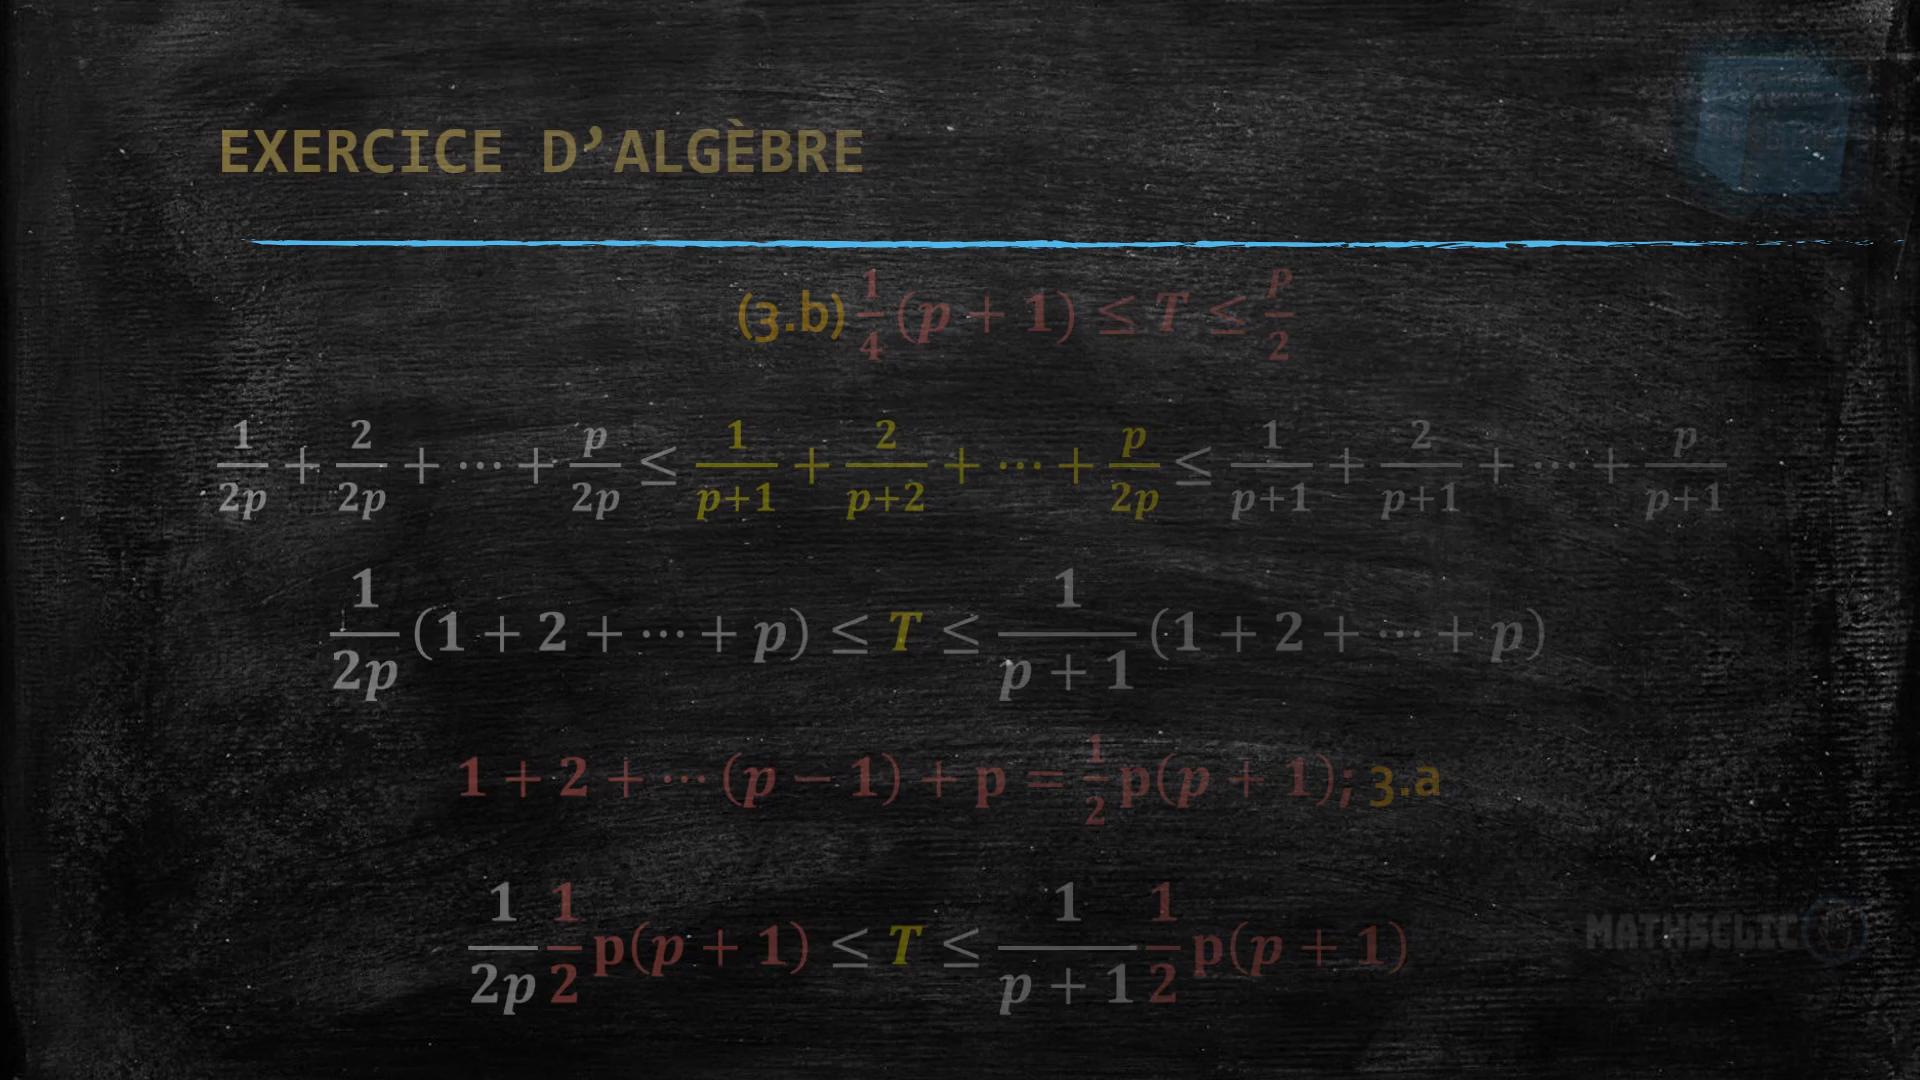 EXERCICE D’ALGÈBRE
(3.b) 1/4 (p + 1) ≤ T ≤ p/2
1/2p + 2/2p + ⋯ + p/2p ≤ 1/p+1 + 2/p+2 + ⋯ + p/2p ≤ 1/p+1 + 2/p+1 + ⋯ + p/p+1
1/2p (1 + 2 + ⋯ + p) ≤ T ≤ 1/p + 1 (1 + 2 + ⋯ + p)
1 + 2 + ⋯ (p − 1) + p = 1/2 p(p + 1); 3.a
1/2p 1/2 p(p + 1) ≤ T ≤ 1/p + 1 1/2 p(p + 1)
MATHSCLIC